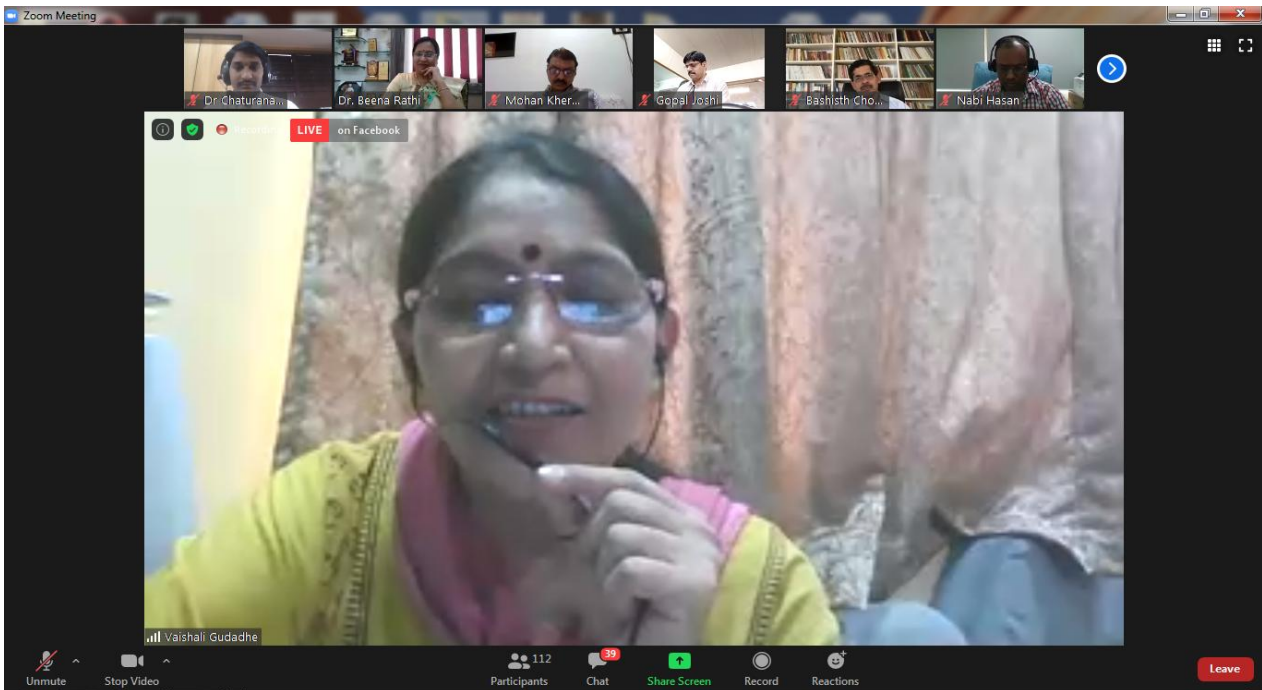 Zoom Meeting
Dr Chaturana...
Dr. Beena Rathi
Mohan Kher...
Gopal Joshi
Bashisth Cho...
Nabi Hasan
Recording
LIVE on Facebook
Vaishali Gudadhe
112
39
Unmute
Stop Video
Participants
Chat
Share Screen
Record
Reactions
Leave